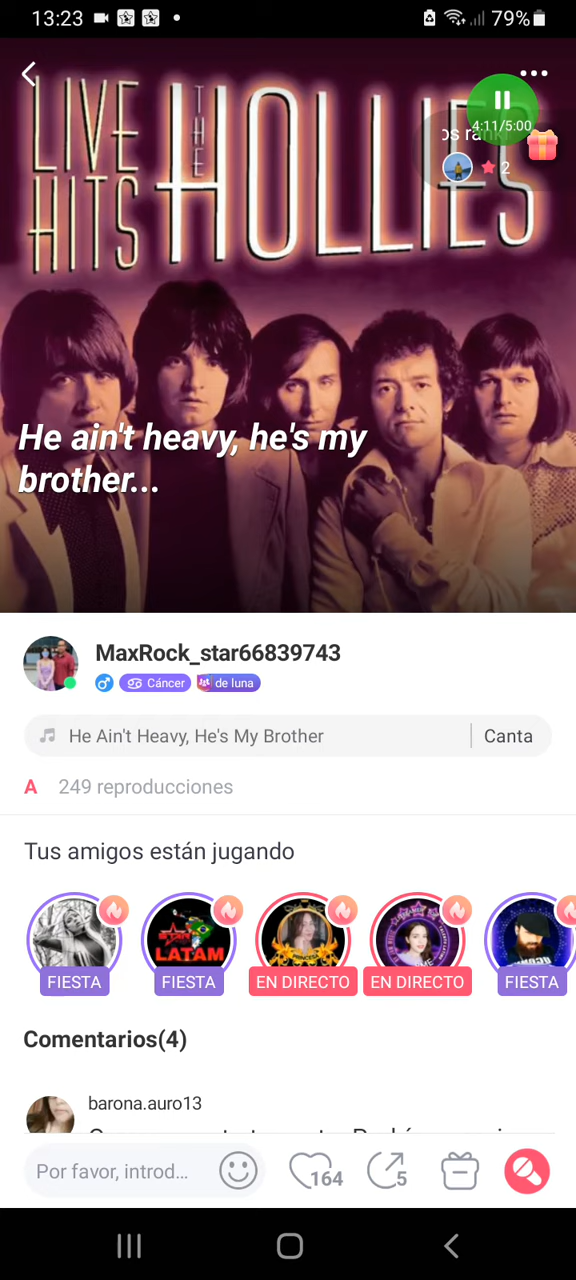 13:23
79%
LIVE
HITS
THE
HOLLIES
4:11/5:00
2
He ain't heavy, he's my
brother...
MaxRock_star66839743
Cáncer
de luna
He Ain't Heavy, He's My Brother
Canta
A 249 reproducciones
Tus amigos están jugando
LATAM
FIESTA
FIESTA
EN DIRECTO
EN DIRECTO
FIESTA
Comentarios(4)
barona.auro13
Por favor, introd...
164
5